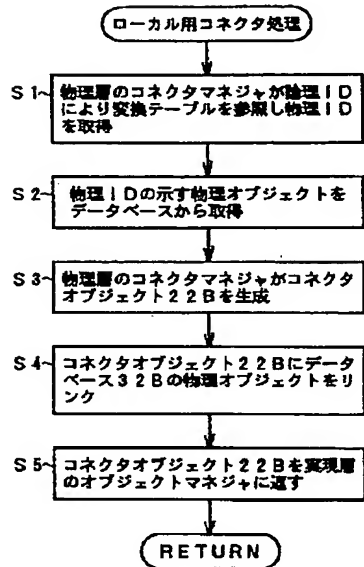 ローカル用コネクタ処理
S1 物理層のコネクタマネジャが論理ID
により変換テーブルを参照し物理ID
を取得
S2 物理IDの示す物理オブジェクトを
データベースから取得
S3 物理層のコネクタマネジャがコネクタ
オブジェクト22Bを生成
S4 コネクタオブジェクト22Bにデータ
ベース32Bの物理オブジェクトをリ
ンク
S5 コネクタオブジェクト22Bを実現層
のオブジェクトマネジャに返す
RETURN